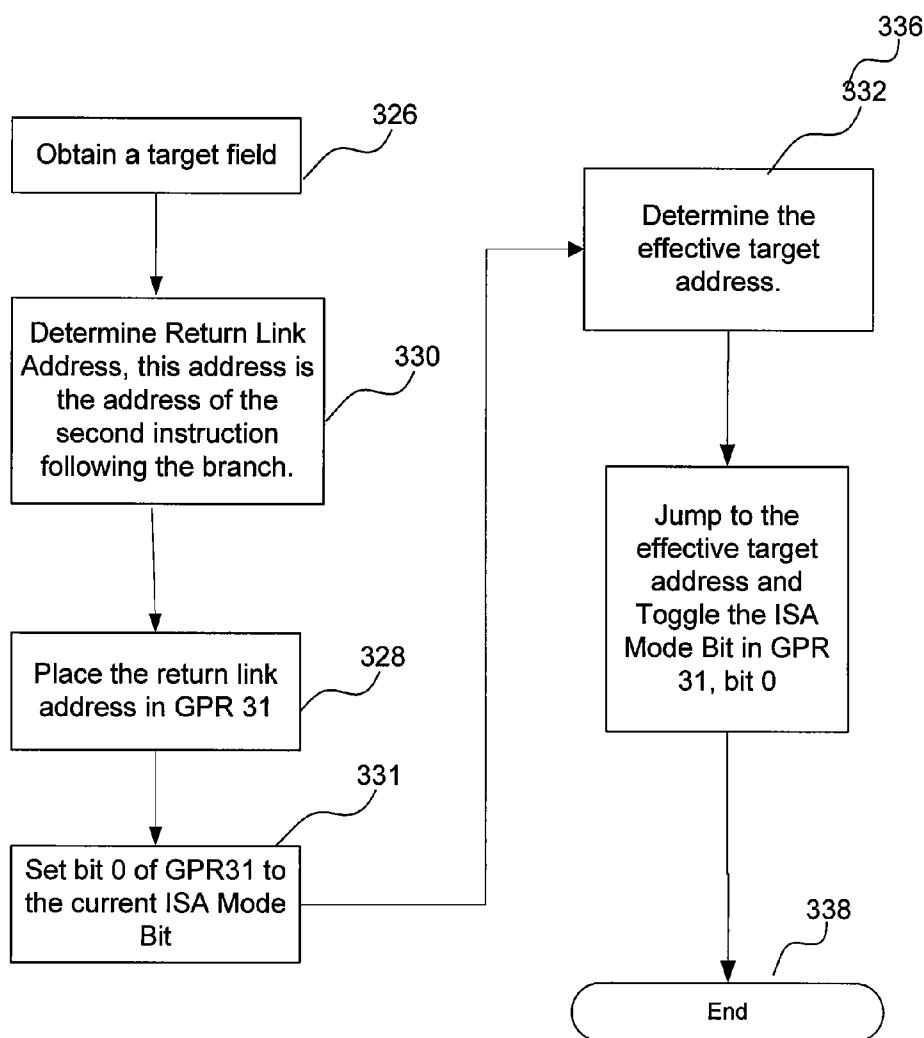 326
Obtain a target field
Determine Return Link
Address, this address is
the address of the
second instruction
following the branch.
330
Place the return link
address in GPR 31
328
331
Set bit 0 of GPR31 to
the current ISA Mode
Bit
336
332
Determine the
effective target
address.
Jump to the
effective target
address and
Toggle the ISA
Mode Bit in GPR
31, bit 0
338
End